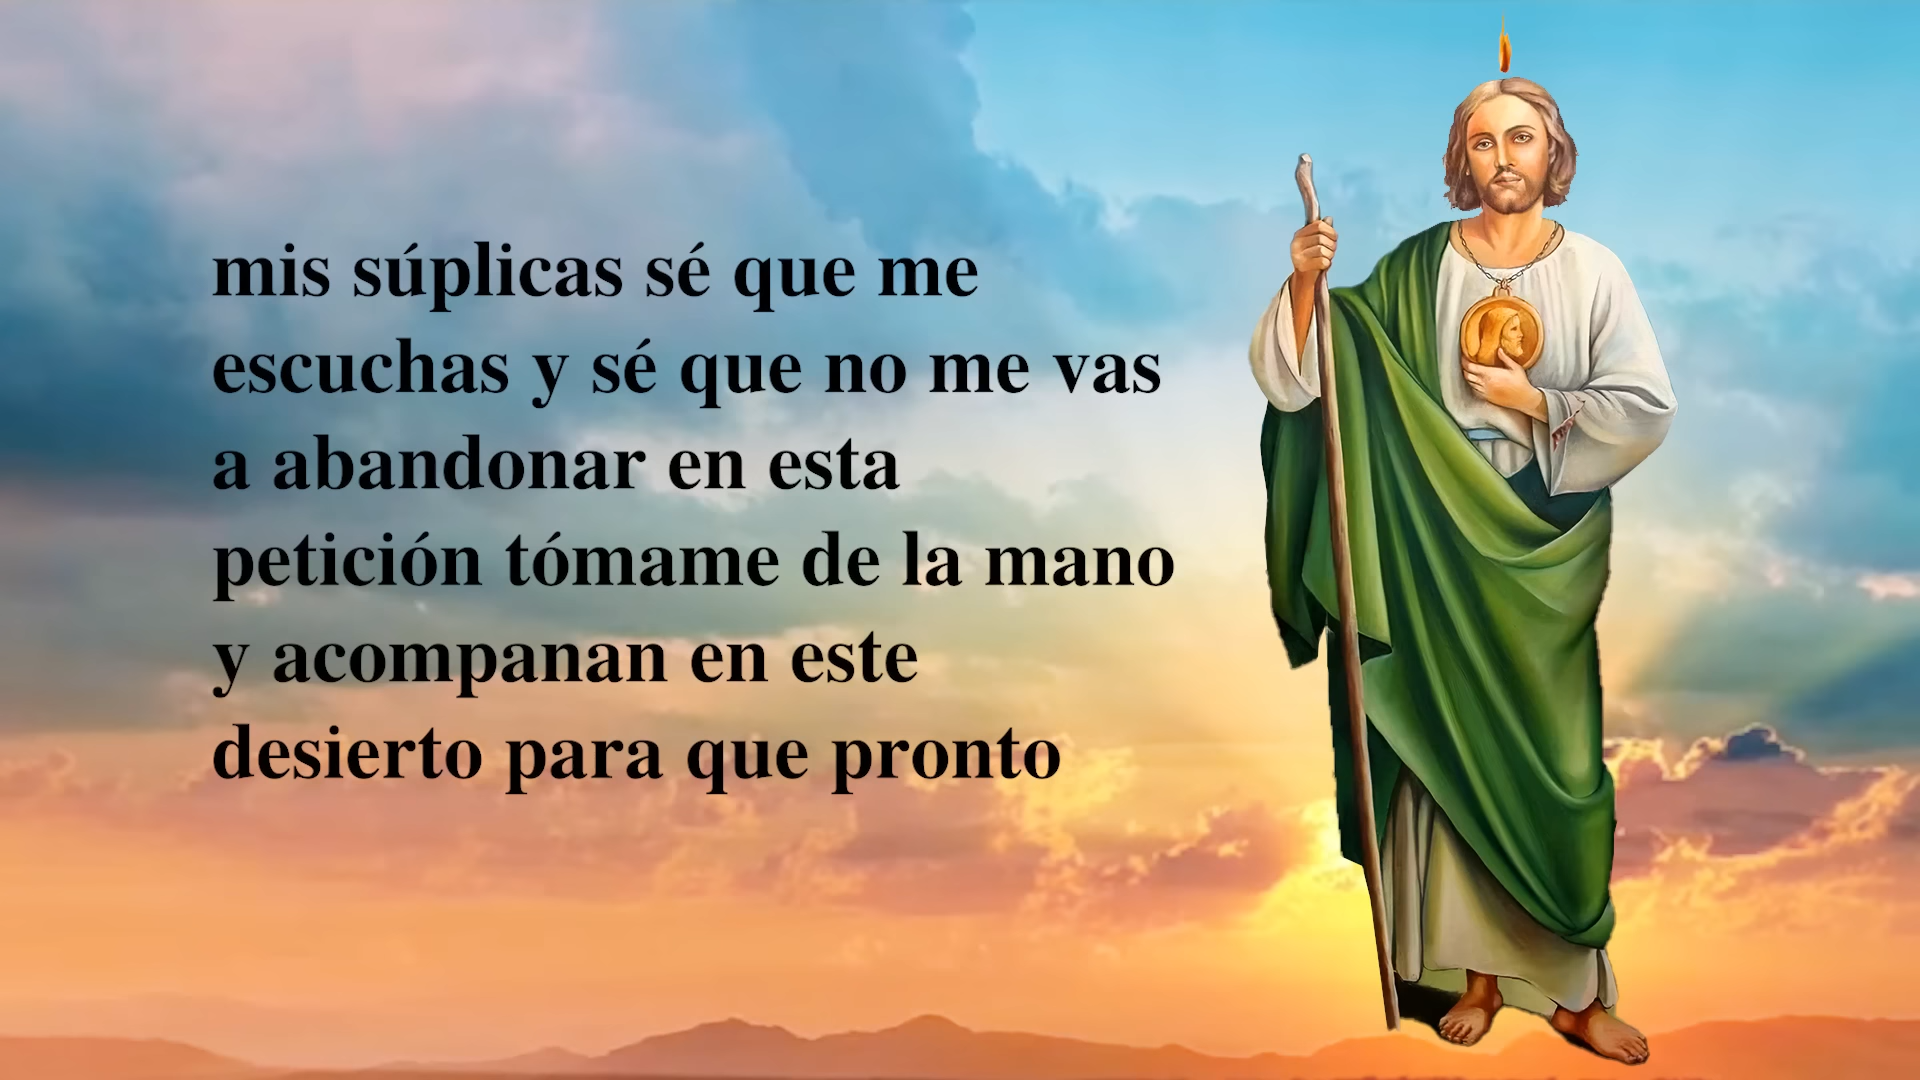 mis súplicas sé que me
escuchas y sé que no me vas
a abandonar en esta
petición tómame de la mano
y acompanan en este
desierto para que pronto